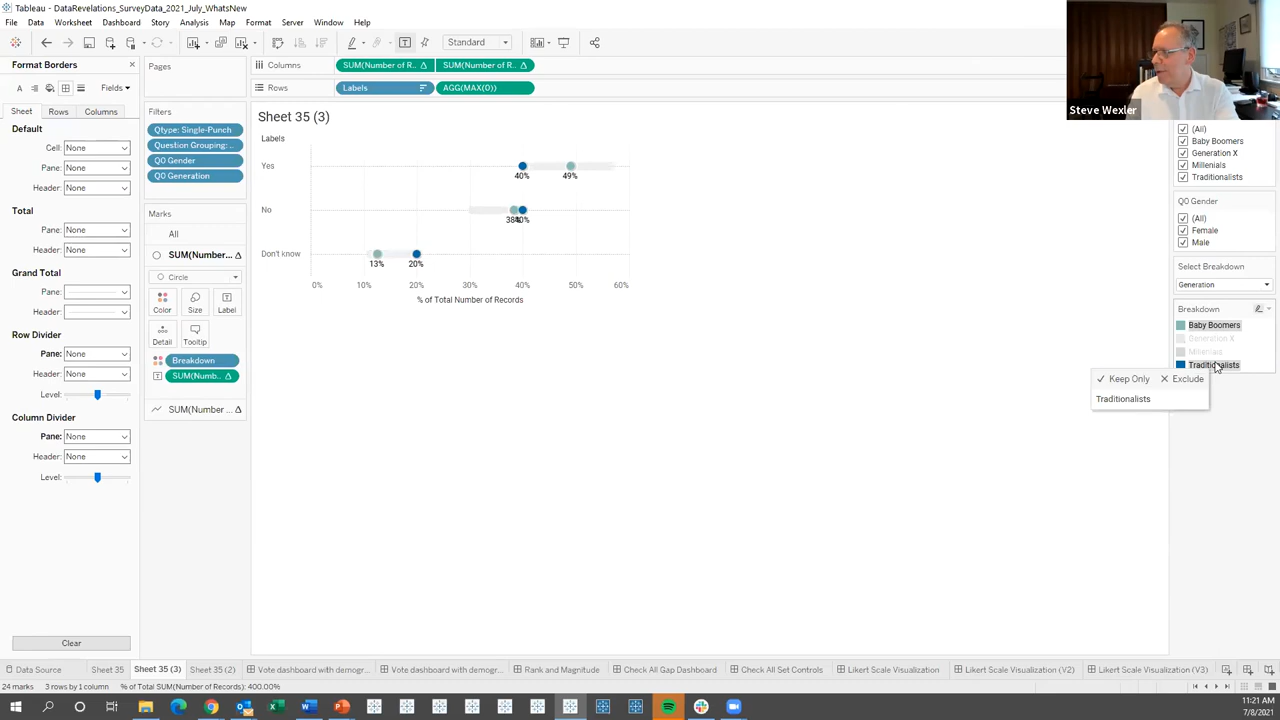 Tableau - DataRevelations_SurveyData_2021_July_WhatsNew
File Data Worksheet Dashboard Story Analysis Map Format Server Window Help
Standard
Steve Wexler
Format Borders
Fields
Sheet Rows Columns
Default
Cell: None
Pane: None
Header: None
Total
Pane: None
Header: None
Grand Total
Pane:
Header:
Row Divider
Pane: None
Header: None
Level:
Column Divider
Pane: None
Header: None
Level:
Clear
Pages
Filters
Qtype: Single-Punch
Question Grouping: ..
Q0 Gender
Q0 Generation
Marks
All
SUM(Number...
Circle
Color Size Label
Detail Tooltip
Breakdown
SUM(Numb..
SUM(Number ...
Columns SUM(Number of R.. SUM(Number of R..
Rows Labels AGG(MAX(0))
Sheet 35 (3)
Labels
Yes
40% 49%
No
38% 40%
Don't know
13% 20%
0% 10% 20% 30% 40% 50% 60%
% of Total Number of Records
(All)
Baby Boomers
Generation X
Millenials
Traditionalists
Q0 Gender
(All)
Female
Male
Select Breakdown
Generation
Breakdown
Baby Boomers
Generation X
Millenials
Traditionalists
Keep Only Exclude
Traditionalists
Data Source Sheet 35 Sheet 35 (3) Sheet 35 (2) Vote dashboard with demogr... Vote dashboard with demogr... Rank and Magnitude Check All Gap Dashboard Check All Set Controls Likert Scale Visualization Likert Scale Visualization (V2) Likert Scale Visualization (V3)
24 marks 3 rows by 1 column % of Total SUM(Number of Records): 400.00%
11:21 AM
7/8/2021